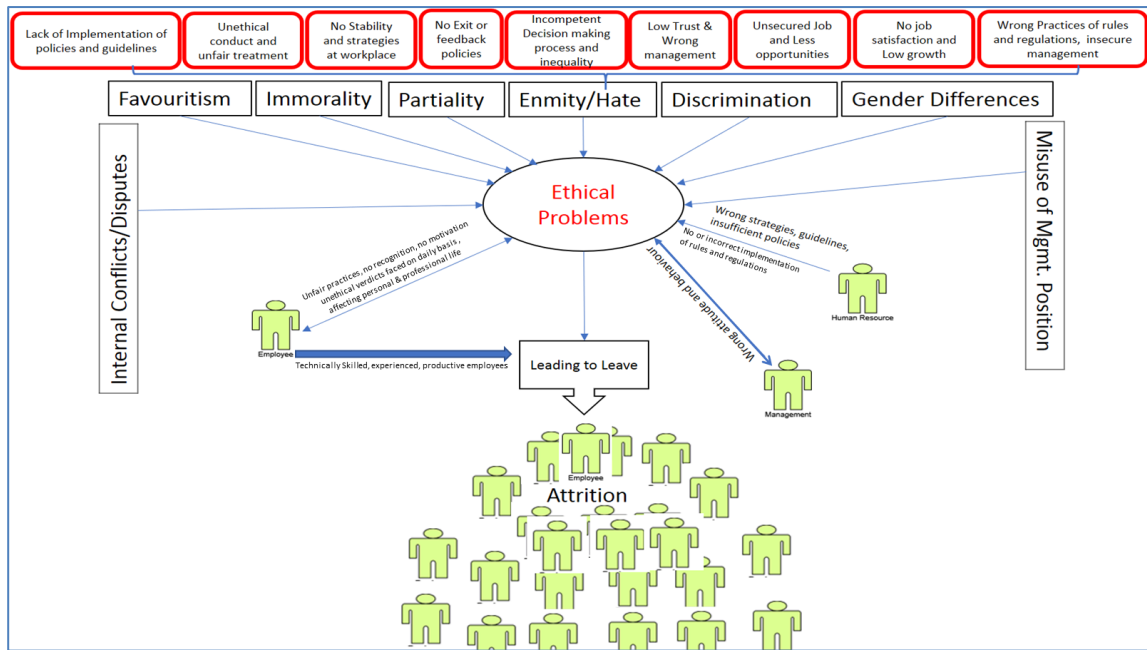 Lack of Implementation of
policies and guidelines
Unethical
conduct and
unfair treatment
No Stability
and strategies
at workplace
No Exit or
feedback
policies
Incompetent
Decision making
process and
inequality
Low Trust &
Wrong
management
Unsecured Job
and Less
opportunities
No job
satisfaction and
Low growth
Wrong Practices of rules
and regulations, insecure
management
Favouritism
Immorality
Partiality
Enmity/Hate
Discrimination
Gender Differences
Internal Conflicts/Disputes
Misuse of Mgmt. Position
Ethical
Problems
Unfair practices, no recognition, no motivation
unethical verdicts faced on daily basis,
affecting personal & professional life
Wrong strategies, guidelines,
insufficient policies
No or incorrect implementation
of rules and regulations
Human Resource
Wrong attitude and behaviour
Management
Employee
Technically Skilled, experienced, productive employees
Leading to Leave
Employee
Attrition